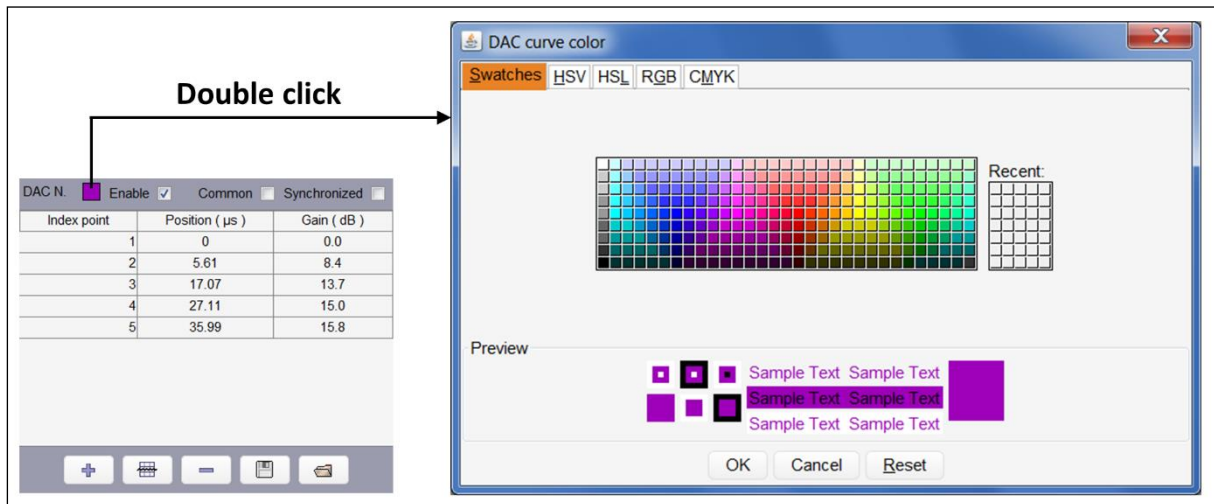 DAC curve color
X
Swatches HSV HSL RGB CMYK
Double click
Recent:
DAC N. Enable Common Synchronized
Index point Position ( µs ) Gain ( dB )
1 0 0.0
2 5.61 8.4
3 17.07 13.7
4 27.11 15.0
5 35.99 15.8
Preview
Sample Text Sample Text
Sample Text Sample Text
Sample Text Sample Text
OK Cancel Reset